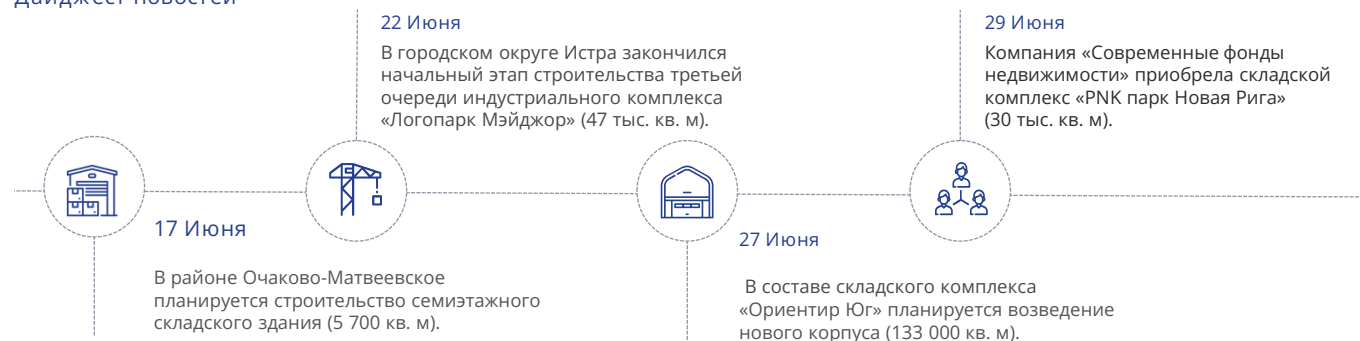 Дайджест новостей
22 Июня
В городском округе Истра закончился
начальный этап строительства третьей
очереди индустриального комплекса
«Логопарк Мэйджор» (47 тыс. кв. м).
29 Июня
Компания «Современные фонды
недвижимости» приобрела складской
комплекс «PNK парк Новая Рига»
(30 тыс. кв. м).
17 Июня
В районе Очаково-Матвеевское
планируется строительство семиэтажного
складского здания (5 700 кв. м).
27 Июня
В составе складского комплекса
«Ориентир Юг» планируется возведение
нового корпуса (133 000 кв. м).